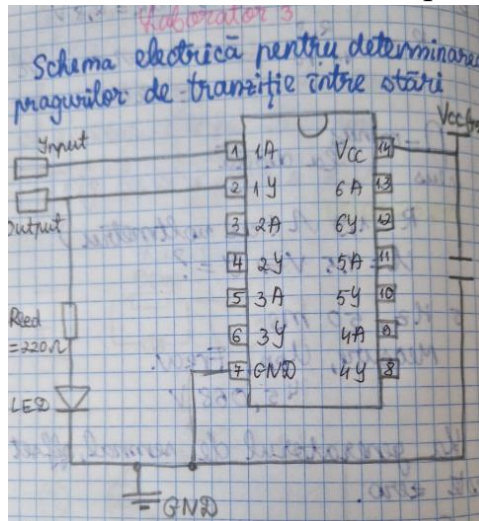 Laborator 3
Schema electrică pentru determinarea
pragurilor de tranziție între stări
Input
Output
Vcc
1 1A
2 1Y
3 2A
4 2Y
5 3A
6 3Y
7 GND
VCC 14
6A 13
6Y 12
5A 11
5Y 10
4A 9
4Y 8
Rled
=220Ω
LED
GND